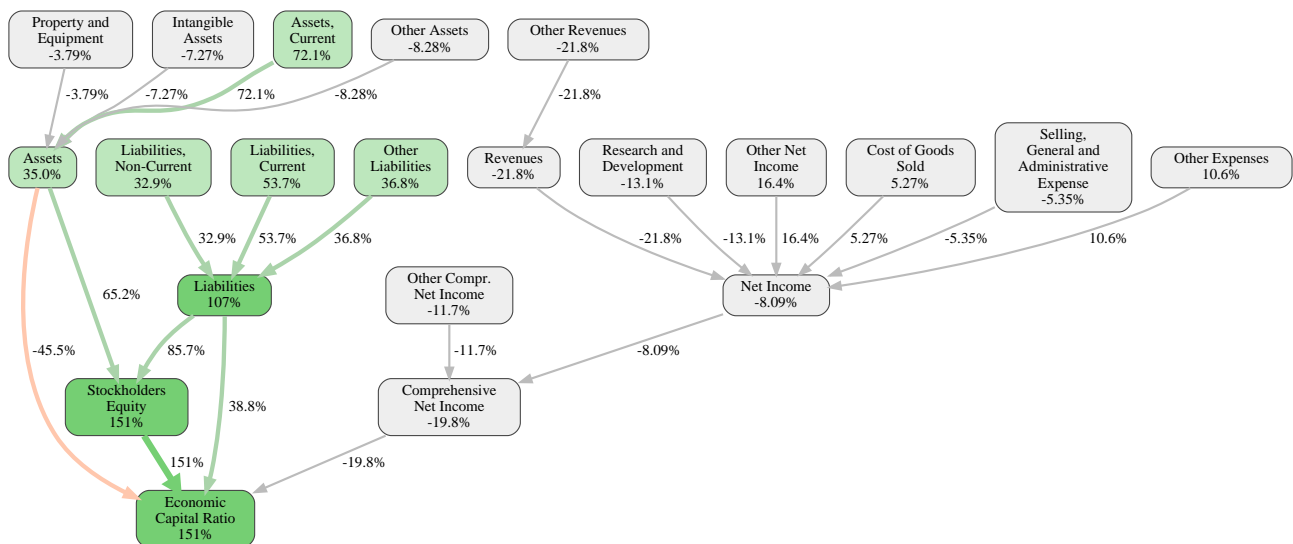 Property and
Equipment
-3.79%
Intangible
Assets
-7.27%
Assets,
Current
72.1%
Other Assets
-8.28%
Other Revenues
-21.8%
-3.79%
-7.27%
72.1%
-8.28%
-21.8%
Assets
35.0%
Liabilities,
Non-Current
32.9%
Liabilities,
Current
53.7%
Other
Liabilities
36.8%
Revenues
-21.8%
Research and
Development
-13.1%
Other Net
Income
16.4%
Cost of Goods
Sold
5.27%
Selling,
General and
Administrative
Expense
-5.35%
Other Expenses
10.6%
32.9%
53.7%
36.8%
-21.8%
-13.1%
16.4%
5.27%
-5.35%
10.6%
65.2%
Liabilities
107%
Other Compr.
Net Income
-11.7%
Net Income
-8.09%
-45.5%
85.7%
-11.7%
-8.09%
Stockholders
Equity
151%
38.8%
Comprehensive
Net Income
-19.8%
151%
-19.8%
Economic
Capital Ratio
151%